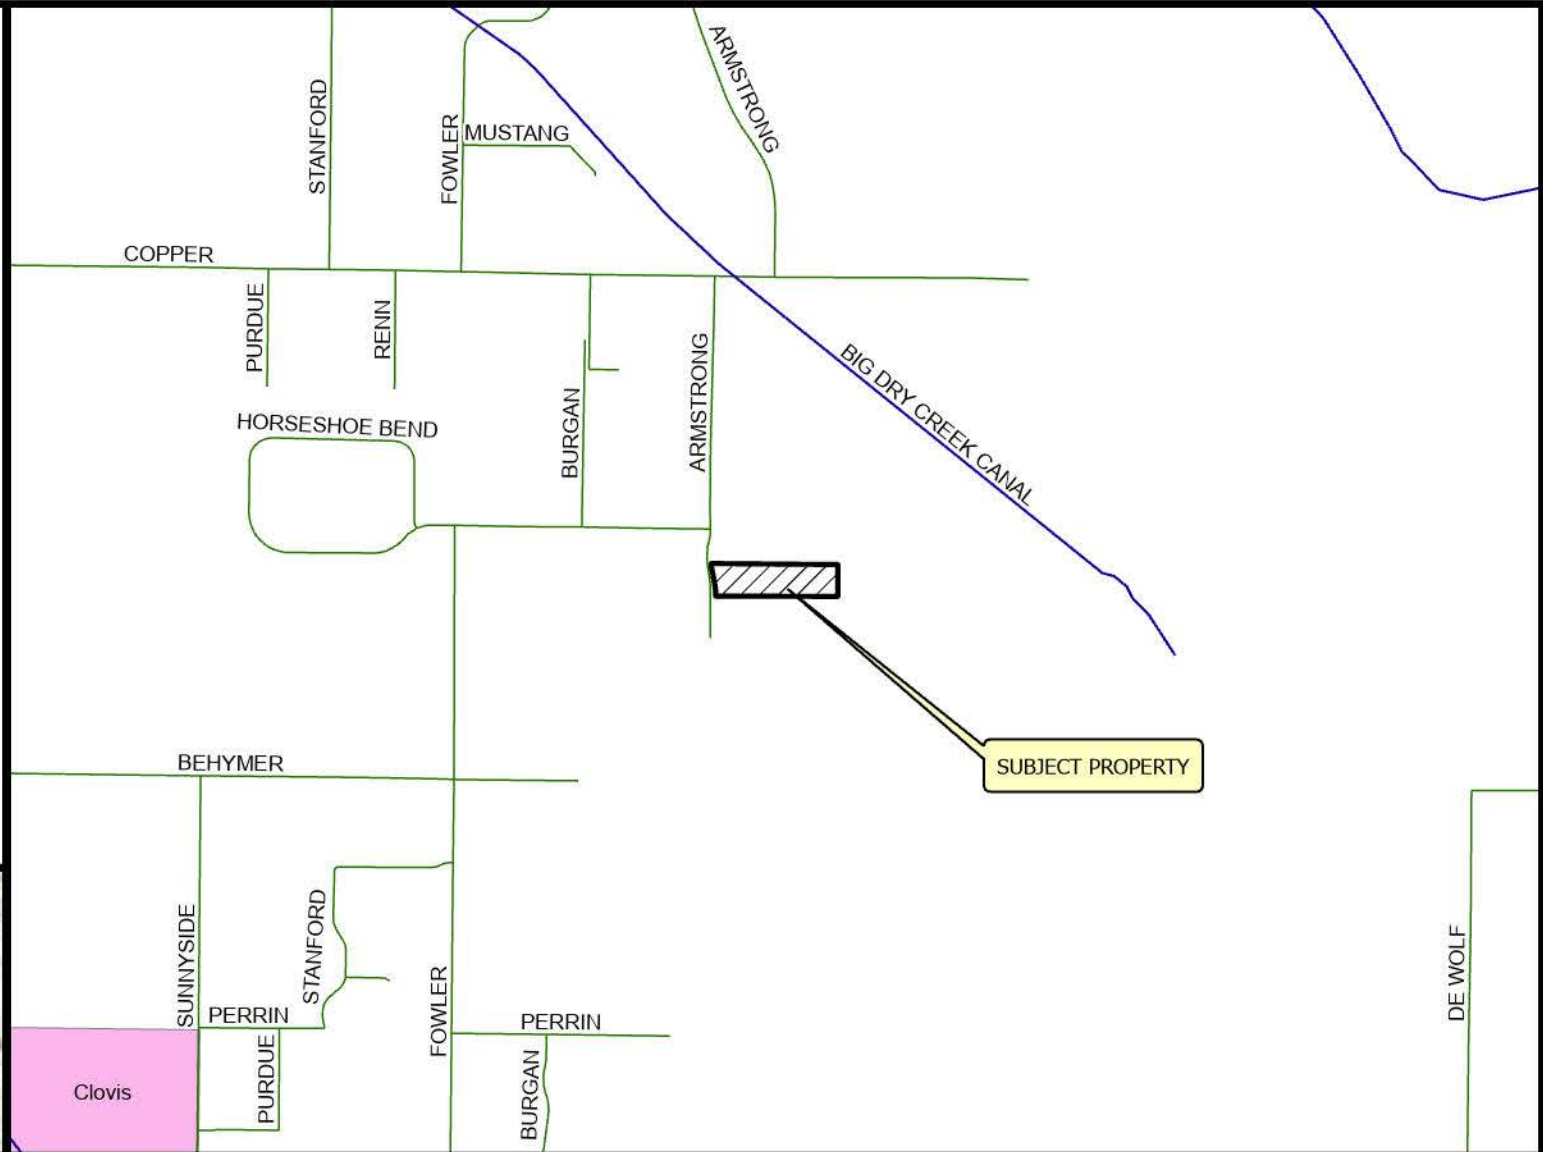 ARMSTRONG
STANFORD
FOWLER
MUSTANG
COPPER
PURDUE
RENN
ARMSTRONG
BIG DRY CREEK CANAL
BURGAN
HORSESHOE BEND
SUBJECT PROPERTY
BEHYMER
SUNNYSIDE
STANFORD
FOWLER
DE WOLF
PERRIN
PERRIN
PURDUE
BURGAN
Clovis